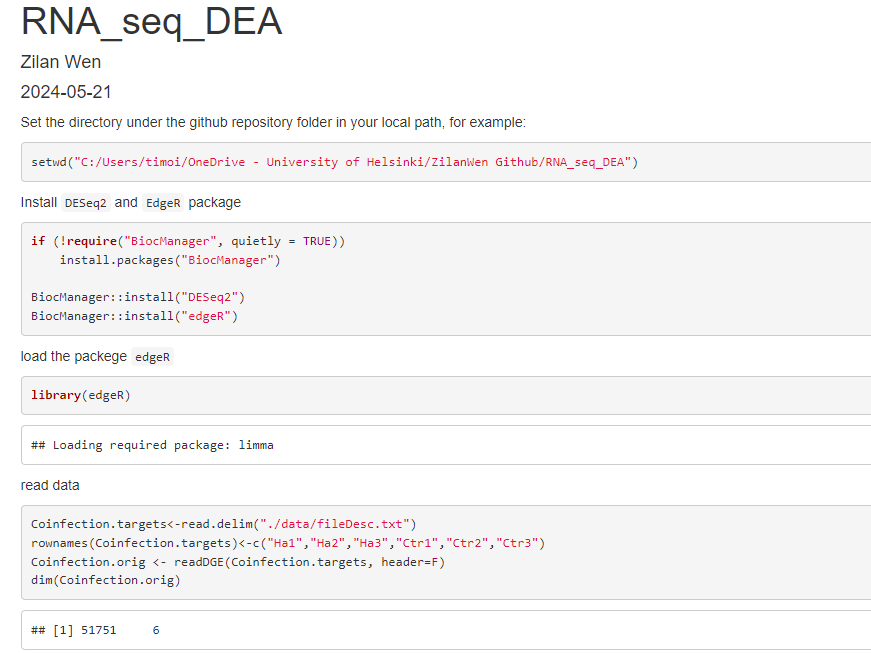 RNA_seq_DEA
Zilan Wen
2024-05-21
Set the directory under the github repository folder in your local path, for example:
setwd("C:/Users/timoi/OneDrive - University of Helsinki/ZilanWen Github/RNA_seq_DEA")
Install DESeq2 and EdgeR package
if (!require("BiocManager", quietly = TRUE))
    install.packages("BiocManager")
BiocManager::install("DESeq2")
BiocManager::install("edgeR")
load the packege edgeR
library(edgeR)
## Loading required package: limma
read data
Coinfection.targets<-read.delim("./data/fileDesc.txt")
rownames(Coinfection.targets)<-c("Ha1","Ha2","Ha3","Ctr1","Ctr2","Ctr3")
Coinfection.orig <- readDGE(Coinfection.targets, header=F)
dim(Coinfection.orig)
## [1] 51751     6